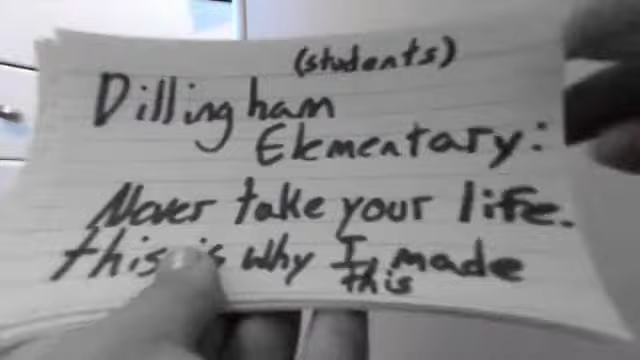 (students)
Dillingham
Elementary:
Never take your life.
this is why I made
this